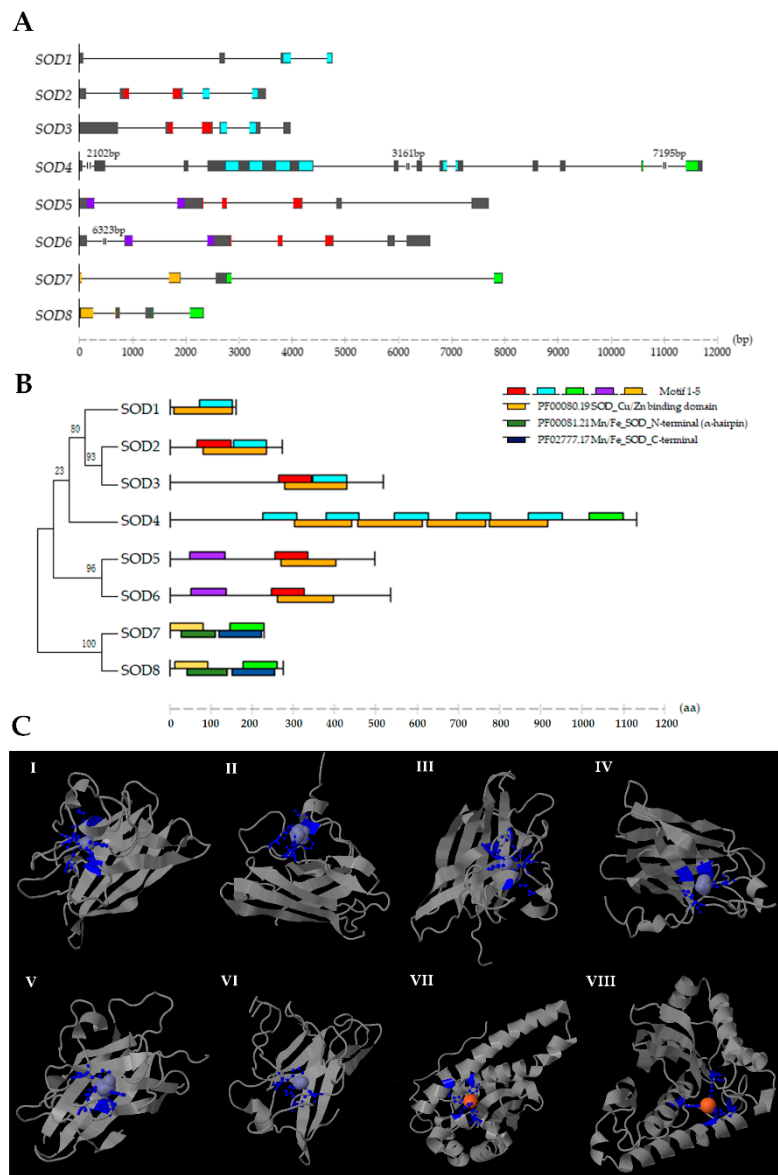 A
SOD1
SOD2
SOD3
2102bp 3161bp 7195bp
SOD4
SOD5
6323bp
SOD6
SOD7
SOD8
(bp)
0 1000 2000 3000 4000 5000 6000 7000 8000 9000 10000 11000 12000
B
Motif 1-5
PF00080.19 SOD_Cu/Zn binding domain
PF00081.21 Mn/Fe_SOD_N-terminal (α-hairpin)
PF02777.17 Mn/Fe_SOD_C-terminal
SOD1
80
93
SOD2
23
SOD3
SOD4
SOD5
96
SOD6
SOD7
100
SOD8
(aa)
0 100 200 300 400 500 600 700 800 900 1000 1100 1200
C
I II III IV
V VI VII VIII